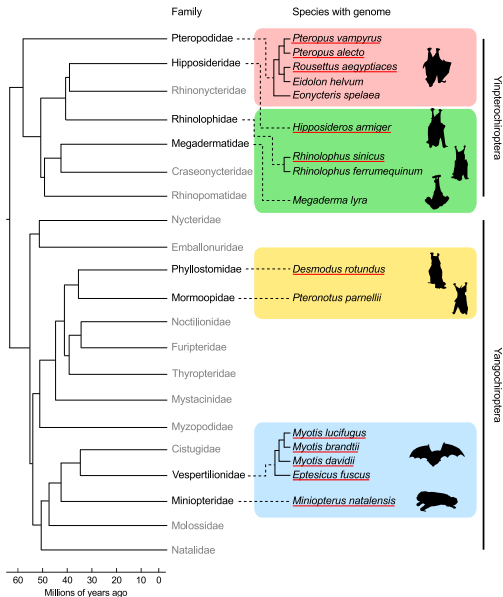 Family Species with genome
Pteropodidae Pteropus vampyrus
Pteropus alecto
Hipposideridae Rousettus aegyptiaces
Eidolon helvum
Rhinonycteridae Eonycteris spelaea
Rhinolophidae Hipposideros armiger
Megadermatidae Rhinolophus sinicus
Craseonycteridae Rhinolophus ferrumequinum
Rhinopomatidae Megaderma lyra
Yinpterochiroptera
Nycteridae
Emballonuridae
Phyllostomidae Desmodus rotundus
Mormoopidae Pteronotus parnellii
Noctilionidae
Furipteridae
Thyropteridae
Mystacinidae
Myzopodidae Myotis lucifugus
Cistugidae Myotis brandtii
Myotis davidii
Vespertilionidae Eptesicus fuscus
Miniopteridae Miniopterus natalensis
Molossidae
Natalidae
Yangochiroptera
60 50 40 30 20 10 0
Millions of years ago